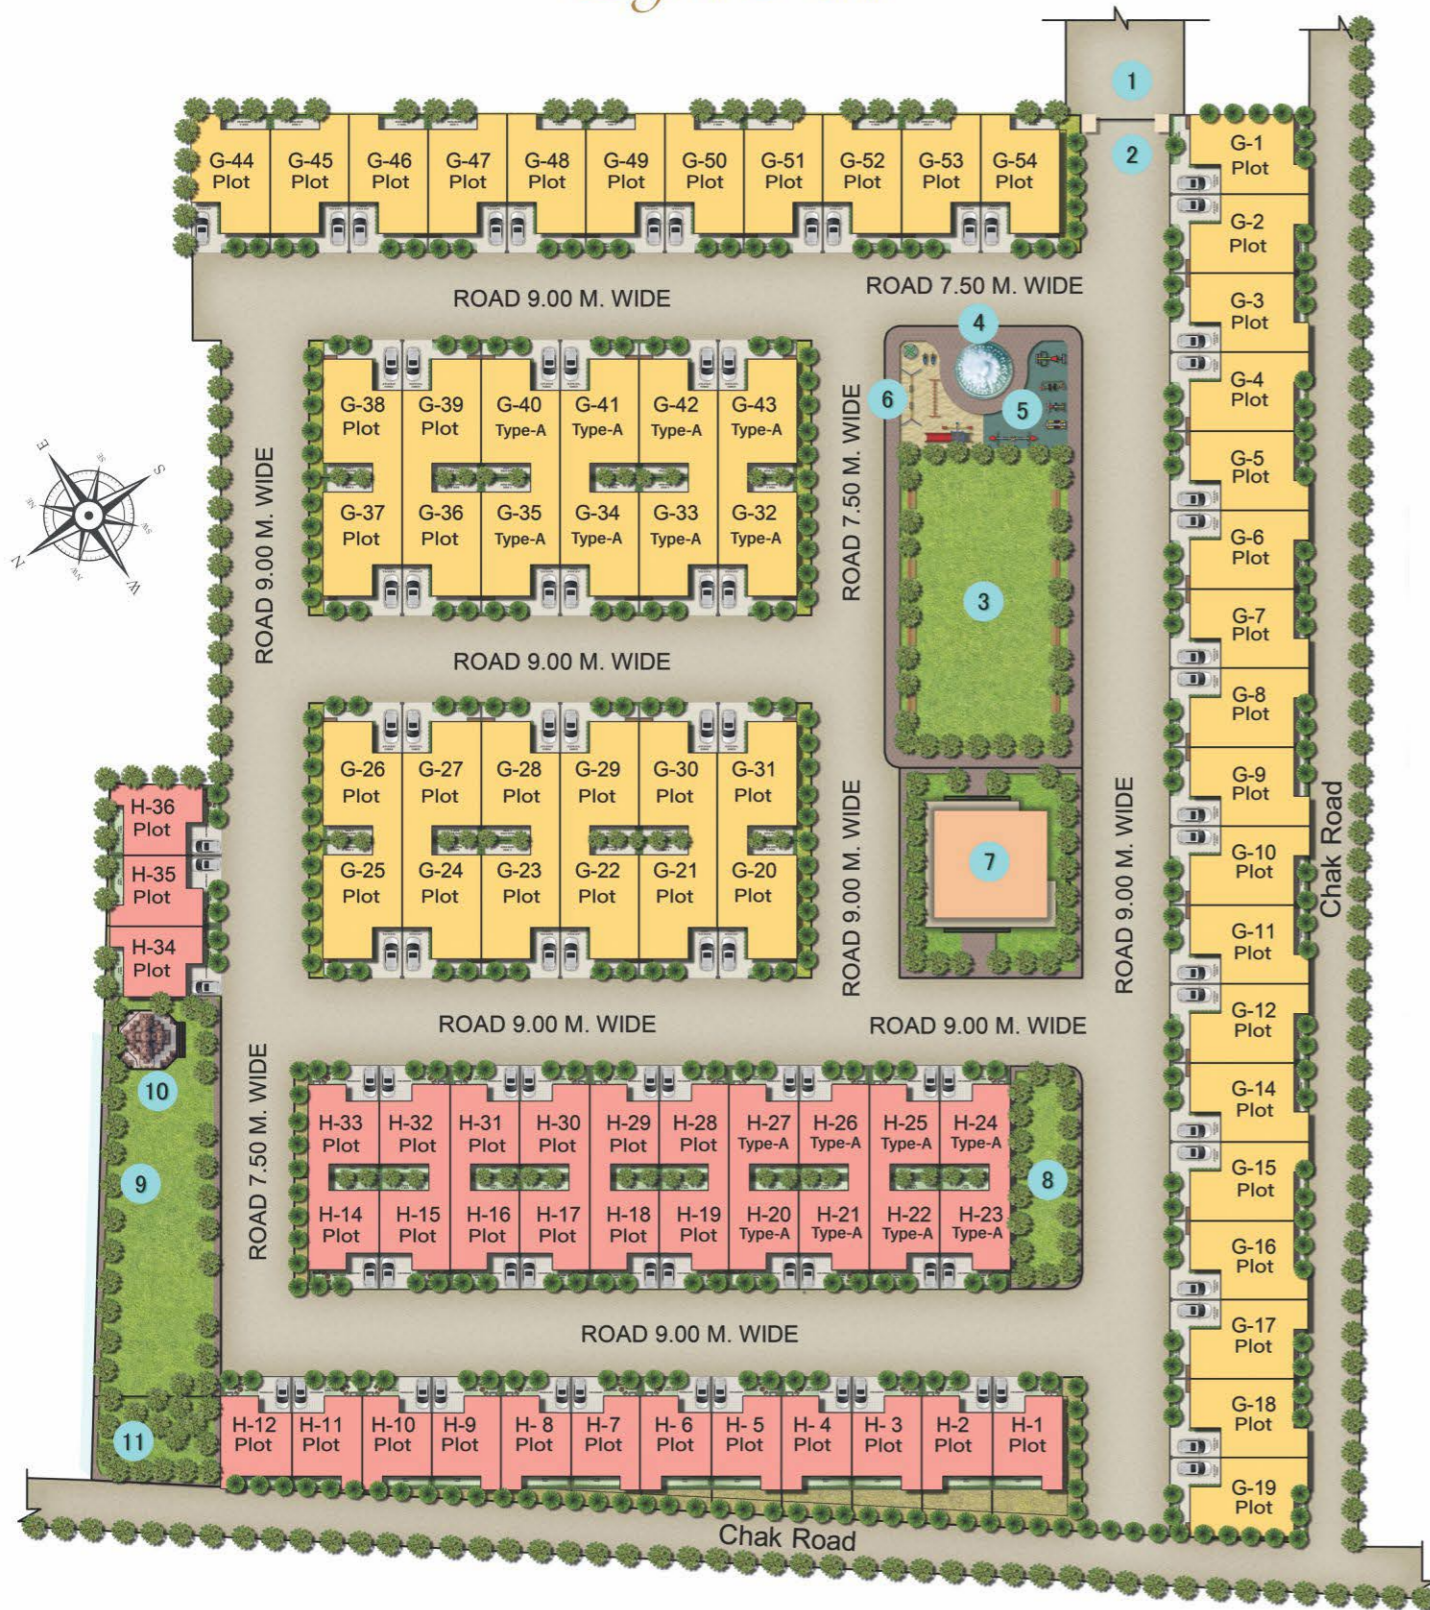 1
2
G-44
Plot
G-45
Plot
G-46
Plot
G-47
Plot
G-48
Plot
G-49
Plot
G-50
Plot
G-51
Plot
G-52
Plot
G-53
Plot
G-54
Plot
G-1
Plot
G-2
Plot
G-3
Plot
G-4
Plot
G-5
Plot
G-6
Plot
G-7
Plot
G-8
Plot
G-9
Plot
G-10
Plot
G-11
Plot
G-12
Plot
G-14
Plot
G-15
Plot
G-16
Plot
G-17
Plot
G-18
Plot
G-19
Plot
Chak Road
ROAD 9.00 M. WIDE
ROAD 7.50 M. WIDE
4
6
5
3
7
ROAD 7.50 M. WIDE
ROAD 9.00 M. WIDE
ROAD 9.00 M. WIDE
E
SE
S
SW
W
NW
N
NE
ROAD 9.00 M. WIDE
G-38
Plot
G-39
Plot
G-40
Type-A
G-41
Type-A
G-42
Type-A
G-43
Type-A
G-37
Plot
G-36
Plot
G-35
Type-A
G-34
Type-A
G-33
Type-A
G-32
Type-A
ROAD 9.00 M. WIDE
G-26
Plot
G-27
Plot
G-28
Plot
G-29
Plot
G-30
Plot
G-31
Plot
G-25
Plot
G-24
Plot
G-23
Plot
G-22
Plot
G-21
Plot
G-20
Plot
H-36
Plot
H-35
Plot
H-34
Plot
ROAD 9.00 M. WIDE
ROAD 9.00 M. WIDE
10
9
11
ROAD 7.50 M. WIDE
H-33
Plot
H-32
Plot
H-31
Plot
H-30
Plot
H-29
Plot
H-28
Plot
H-27
Type-A
H-26
Type-A
H-25
Type-A
H-24
Type-A
8
H-14
Plot
H-15
Plot
H-16
Plot
H-17
Plot
H-18
Plot
H-19
Plot
H-20
Type-A
H-21
Type-A
H-22
Type-A
H-23
Type-A
ROAD 9.00 M. WIDE
H-12
Plot
H-11
Plot
H-10
Plot
H-9
Plot
H- 8
Plot
H-7
Plot
H- 6
Plot
H- 5
Plot
H- 4
Plot
H- 3
Plot
H-2
Plot
H-1
Plot
Chak Road